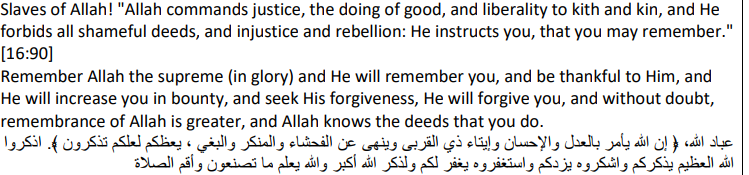 Slaves of Allah! "Allah commands justice, the doing of good, and liberality to kith and kin, and He
forbids all shameful deeds, and injustice and rebellion: He instructs you, that you may remember."
[16:90]
Remember Allah the supreme (in glory) and He will remember you, and be thankful to Him, and
He will increase you in bounty, and seek His forgiveness, He will forgive you, and without doubt,
remembrance of Allah is greater, and Allah knows the deeds that you do.
عباد الله، ﴿ إن الله يأمر بالعدل والإحسان وإيتاء ذي القربى وينهى عن الفحشاء والمنكر والبغي ، يعظكم لعلكم تذكرون ﴾. اذكروا
الله العظيم يذكركم واشكروه يزدكم واستغفروه يغفر لكم ولذكر الله أكبر والله يعلم ما تصنعون وأقم الصلاة